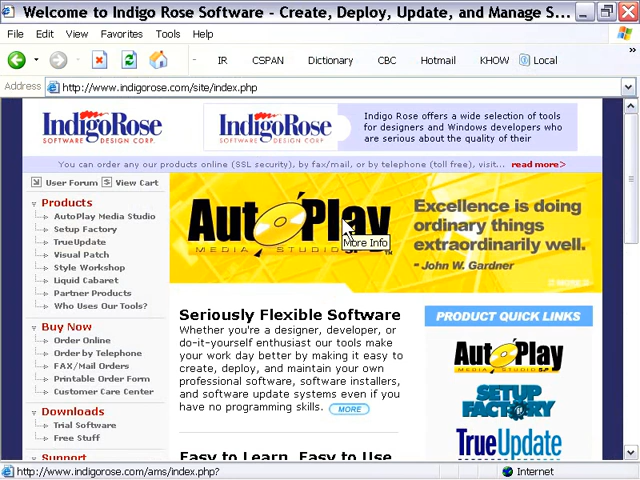 Welcome to Indigo Rose Software - Create, Deploy, Update, and Manage S...
File Edit View Favorites Tools Help
IR CSPAN Dictionary CBC Hotmail KHOW Local
Address http://www.indigorose.com/site/index.php
IndigoRose
SOFTWARE DESIGN CORP.
IndigoRose
SOFTWARE DESIGN CORP.
Indigo Rose offers a wide selection of tools
for designers and Windows developers who
are serious about the quality of their
You can order any our products online (SSL security), by fax/mail, or by telephone (toll free), visit... read more>
User Forum View Cart
Products
AutoPlay Media Studio
Setup Factory
TrueUpdate
Visual Patch
Style Workshop
Liquid Cabaret
Partner Products
Who Uses Our Tools?
Buy Now
Order Online
Order by Telephone
FAX/Mail Orders
Printable Order Form
Customer Care Center
Downloads
Trial Software
Free Stuff
Support
AutoPlay
MEDIA STUDIO
More Info
Excellence is doing
ordinary things
extraordinarily well.
- John W. Gardner
Seriously Flexible Software
Whether you're a designer, developer, or
do-it-yourself enthusiast our tools make
your work day better by making it easy to
create, deploy, and maintain your own
professional software, software installers,
and software update systems even if you
have no programming skills. MORE
Easy to Learn, Easy to Use
PRODUCT QUICK LINKS
AutoPlay
MEDIA STUDIO
SETUP
FACTORY
TrueUpdate
http://www.indigorose.com/ams/index.php?
Internet